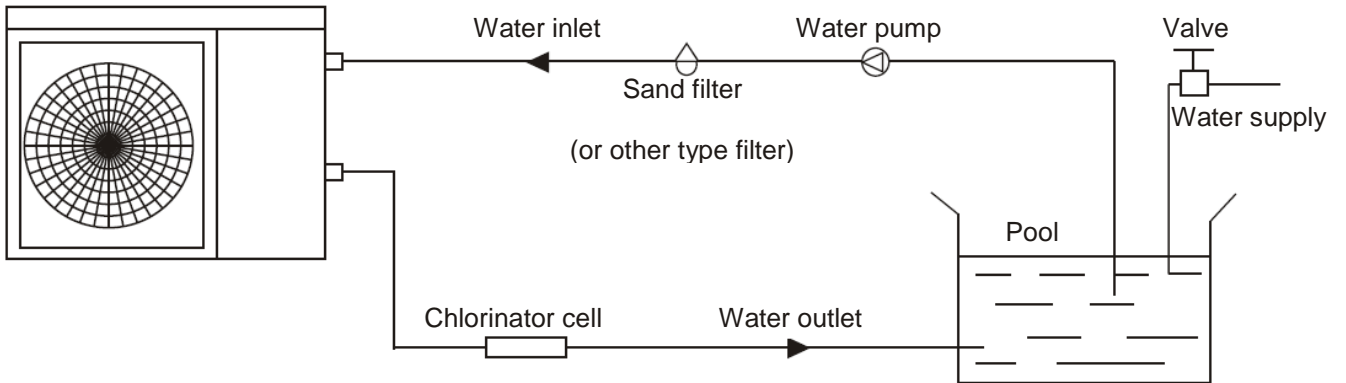 Water inlet
Water pump
Valve
Sand filter
Water supply
(or other type filter)
Pool
Chlorinator cell
Water outlet